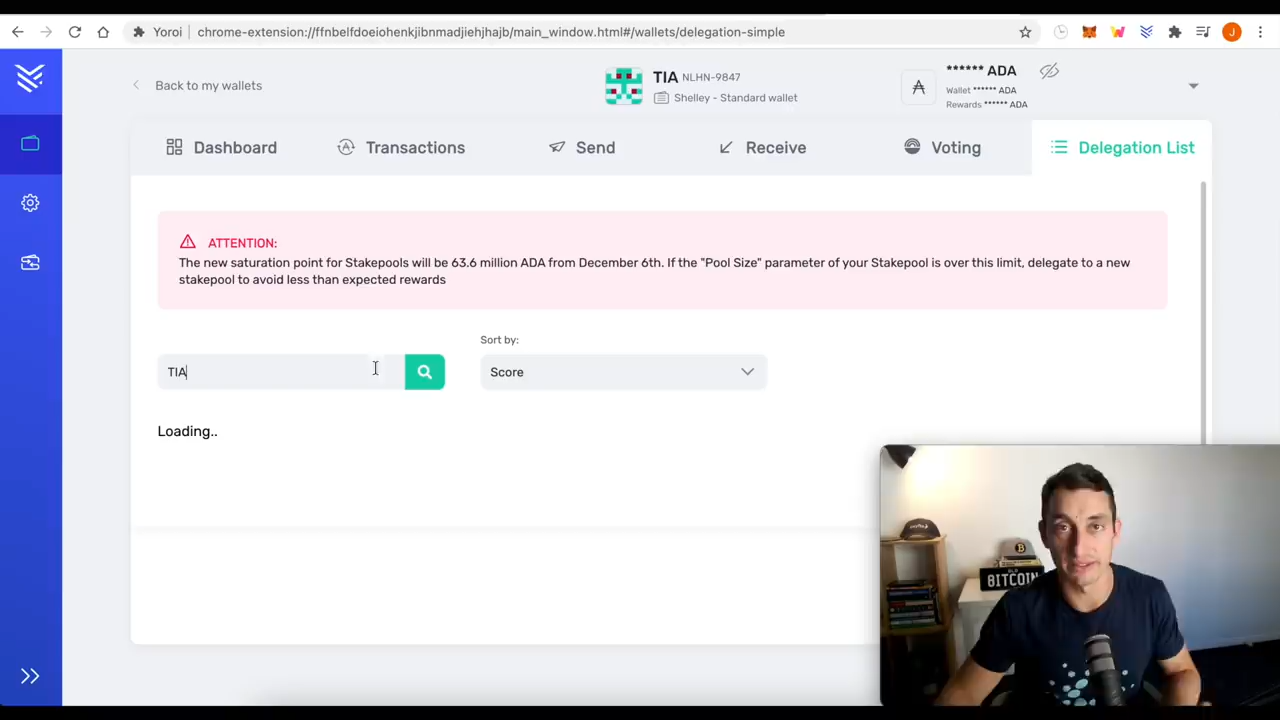 Yoroi
chrome-extension://ffnbelfdoeiohenkjibnmadjiehjhajb/main_window.html#/wallets/delegation-simple
J
Back to my wallets
TIA NLHN-9847
Shelley - Standard wallet
****** ADA
Wallet ****** ADA
Rewards ****** ADA
Dashboard
Transactions
Send
Receive
Voting
Delegation List
ATTENTION:
The new saturation point for Stakepools will be 63.6 million ADA from December 6th. If the "Pool Size" parameter of your Stakepool is over this limit, delegate to a new
stakepool to avoid less than expected rewards
Sort by:
TIA
Score
Loading..
BITCOIN